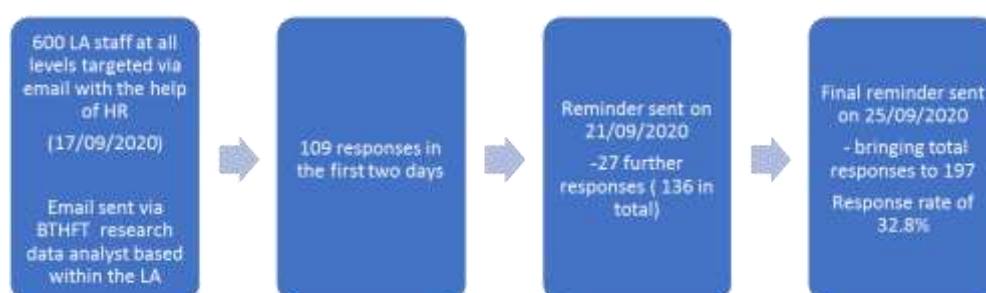 600 LA staff at all
levels targeted via
email with the help
of HR
(17/09/2020)
Email sent via
BTHFT research
data analyst based
within the LA
109 responses in
the first two days
Reminder sent on
21/09/2020
-27 further
responses ( 136 in
total)
Final reminder sent
on 25/09/2020
- bringing total
responses to 197
Response rate of
32.8%